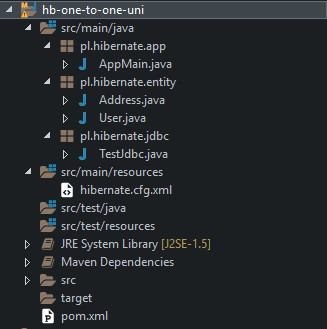 hb-one-to-one-uni
src/main/java
pl.hibernate.app
AppMain.java
pl.hibernate.entity
Address.java
User.java
pl.hibernate.jdbc
TestJdbc.java
src/main/resources
hibernate.cfg.xml
src/test/java
src/test/resources
JRE System Library [J2SE-1.5]
Maven Dependencies
src
target
pom.xml